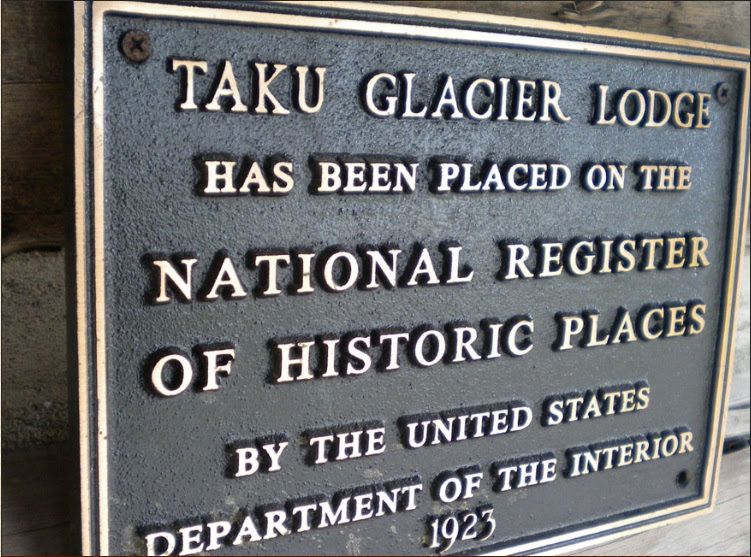 TAKU GLACIER LODGE
HAS BEEN PLACED ON THE
NATIONAL REGISTER
OF HISTORIC PLACES
BY THE UNITED STATES
DEPARTMENT OF THE INTERIOR
1923